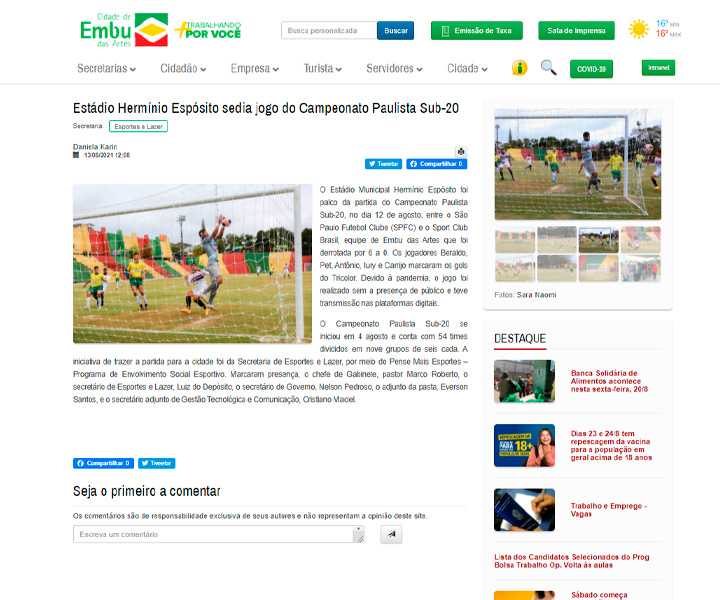 Cidade de
Embu
das Artes
TRABALHANDO
+POR VOCÊ
Busca personalizada
Buscar
Emissão de Taxa
Sala de Imprensa
16º MIN
16º MAX
Secretarias
Cidadão
Empresa
Turista
Servidores
Cidade
COVID-19
Intranet
Estádio Hermínio Espósito sedia jogo do Campeonato Paulista Sub-20
Secretaria: Esportes e Lazer
Daniela Karin
13/08/2021 12:08
Tweetar
Compartilhar 0
O Estádio Municipal Hermínio Espósito foi
palco da partida do Campeonato Paulista
Sub-20, no dia 12 de agosto, entre o São
Paulo Futebol Clube (SPFC) e o Sport Club
Brasil, equipe de Embu das Artes que foi
derrotada por 6 a 0. Os jogadores Beraldo,
Pet, Antônio, Iury e Carrijo marcaram os gols
do Tricolor. Devido à pandemia, o jogo foi
realizado sem a presença de público e teve
transmissão nas plataformas digitais.
O Campeonato Paulista Sub-20 se
iniciou em 4 agosto e conta com 54 times
divididos em nove grupos de seis cada. A
iniciativa de trazer a partida para a cidade foi da Secretaria de Esportes e Lazer, por meio do Pense Mais Esportes –
Programa de Envolvimento Social Esportivo. Marcaram presença, o chefe de Gabinete, pastor Marco Roberto, o
secretário de Esportes e Lazer, Luiz do Depósito, o secretário de Governo, Nelson Pedroso, o adjunto da pasta, Everson
Santos, e o secretário adjunto de Gestão Tecnológica e Comunicação, Cristiano Maciel.
Compartilhar 0
Tweetar
Seja o primeiro a comentar
Os comentários são de responsabilidade exclusiva de seus autores e não representam a opinião deste site.
Escreva um comentário
Fotos: Sara Naomi
DESTAQUE
Banca Solidária de
Alimentos acontece
nesta sexta-feira, 20/8
18+
Dias 23 e 24/8 tem
repescagem da vacina
para a população em
geral acima de 18 anos
Trabalho e Emprego -
Vagas
Lista dos Candidatos Selecionados do Prog
Bolsa Trabalho Op. Volta às aulas
Sábado começa